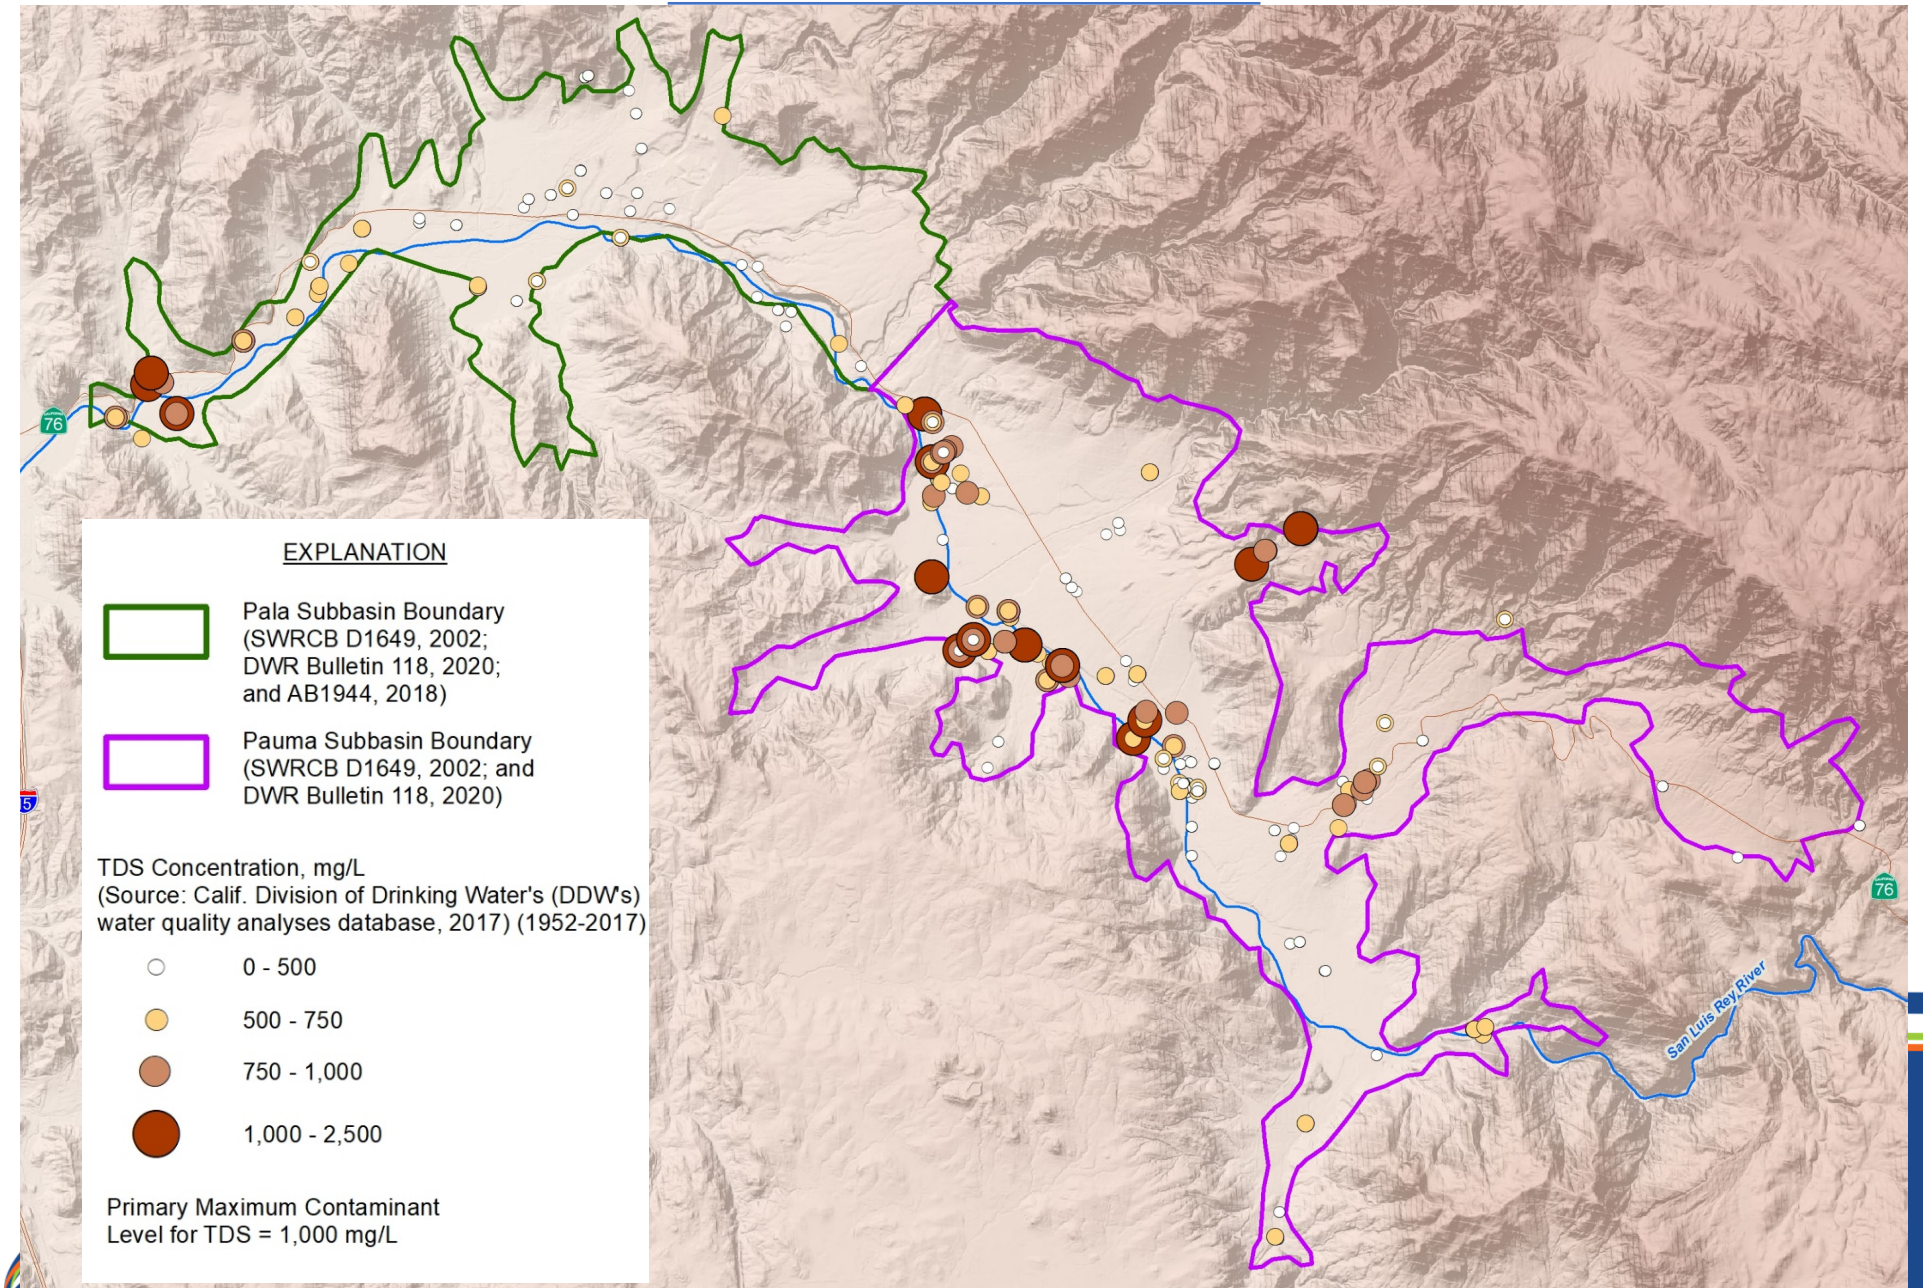 76
EXPLANATION
Pala Subbasin Boundary
(SWRCB D1649, 2002;
DWR Bulletin 118, 2020;
and AB1944, 2018)
Pauma Subbasin Boundary
(SWRCB D1649, 2002; and
DWR Bulletin 118, 2020)
5
TDS Concentration, mg/L
(Source: Calif. Division of Drinking Water's (DDW's)
water quality analyses database, 2017) (1952-2017)
0 - 500
500 - 750
750 - 1,000
1,000 - 2,500
Primary Maximum Contaminant
Level for TDS = 1,000 mg/L
76
San Luis Rey River